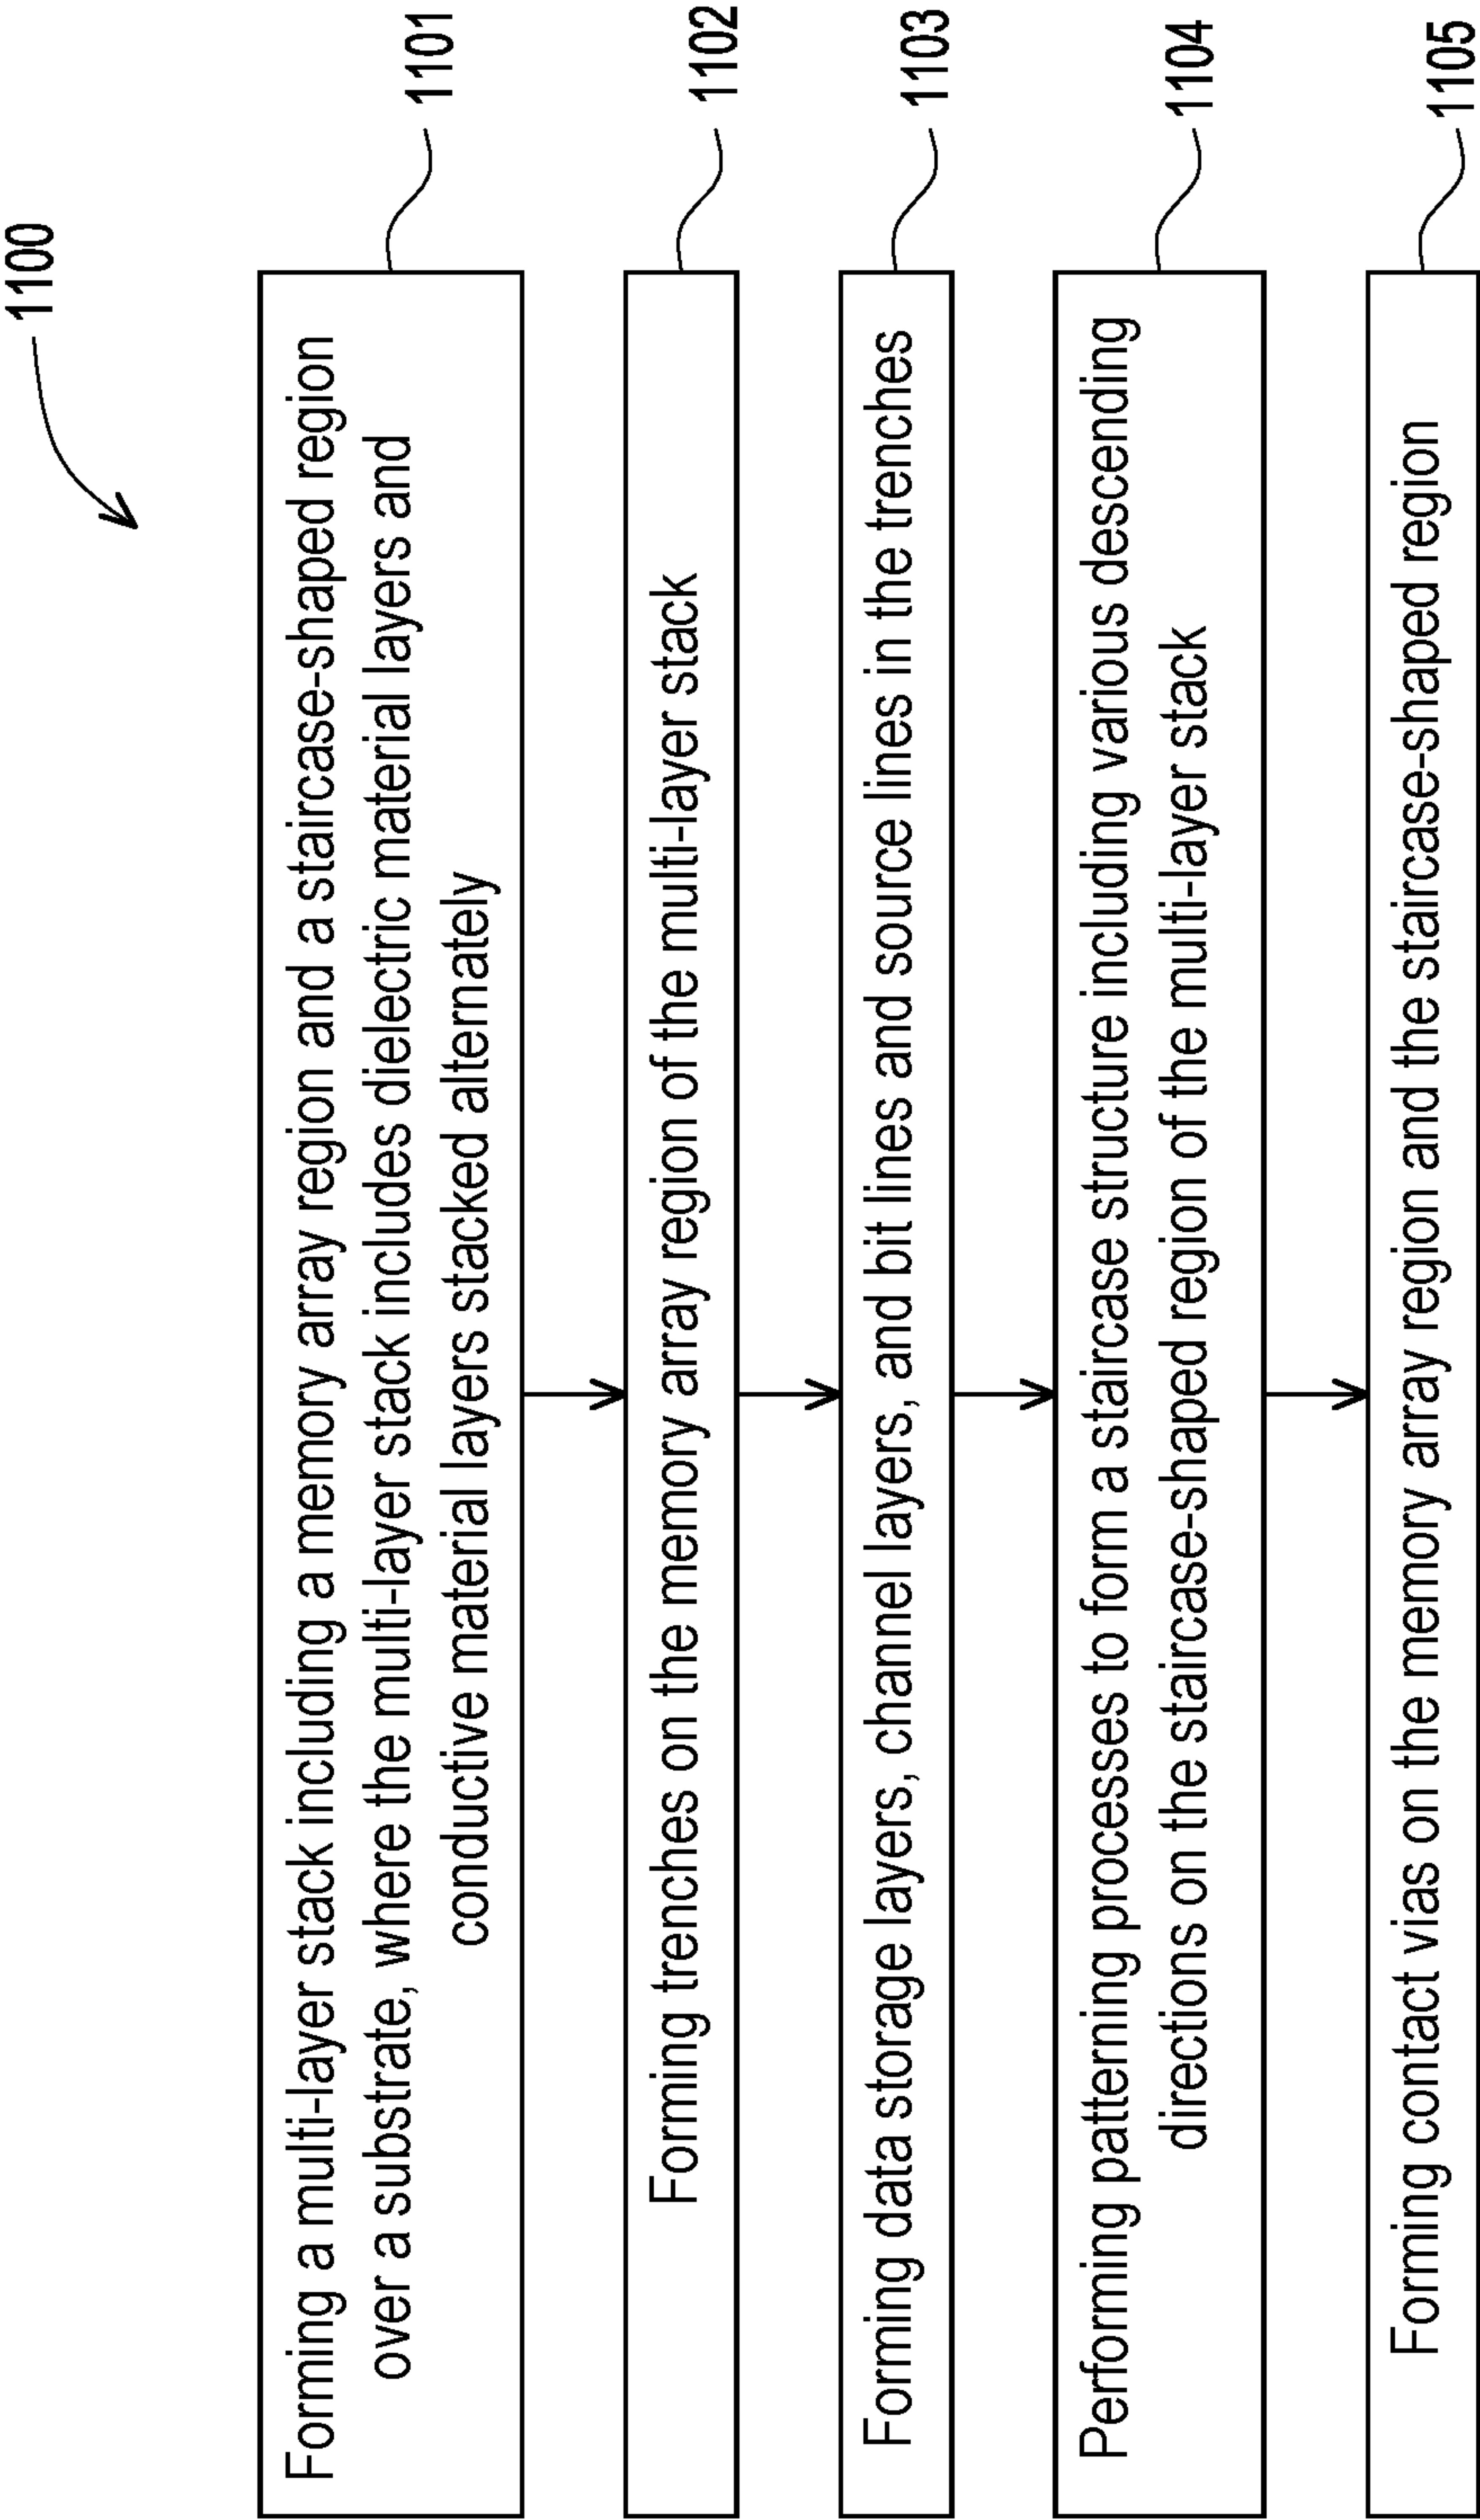 1100
Forming a multi-layer stack including a memory array region and a staircase-shaped region
over a substrate, where the multi-layer stack includes dielectric material layers and
conductive material layers stacked alternately
1101
Forming trenches on the memory array region of the multi-layer stack
1102
Forming data storage layers, channel layers, and bit lines and source lines in the trenches
1103
Performing patterning processes to form a staircase structure including various descending
directions on the staircase-shaped region of the multi-layer stack
1104
Forming contact vias on the memory array region and the staircase-shaped region
1105